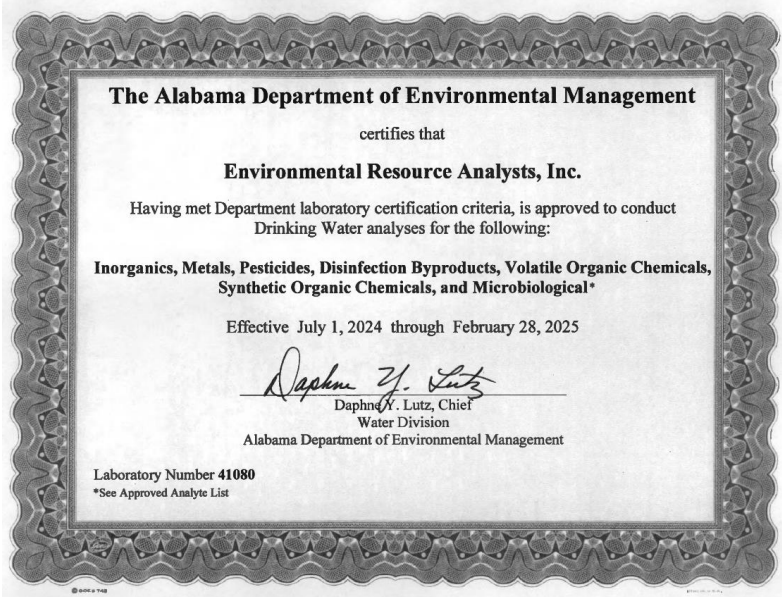 The Alabama Department of Environmental Management
certifies that
Environmental Resource Analysts, Inc.
Having met Department laboratory certification criteria, is approved to conduct
Drinking Water analyses for the following:
Inorganics, Metals, Pesticides, Disinfection Byproducts, Volatile Organic Chemicals,
Synthetic Organic Chemicals, and Microbiological*
Effective July 1, 2024 through February 28, 2025
Daphne Y. Lutz
Daphne Y. Lutz, Chief
Water Division
Alabama Department of Environmental Management
Laboratory Number 41080
*See Approved Analyte List